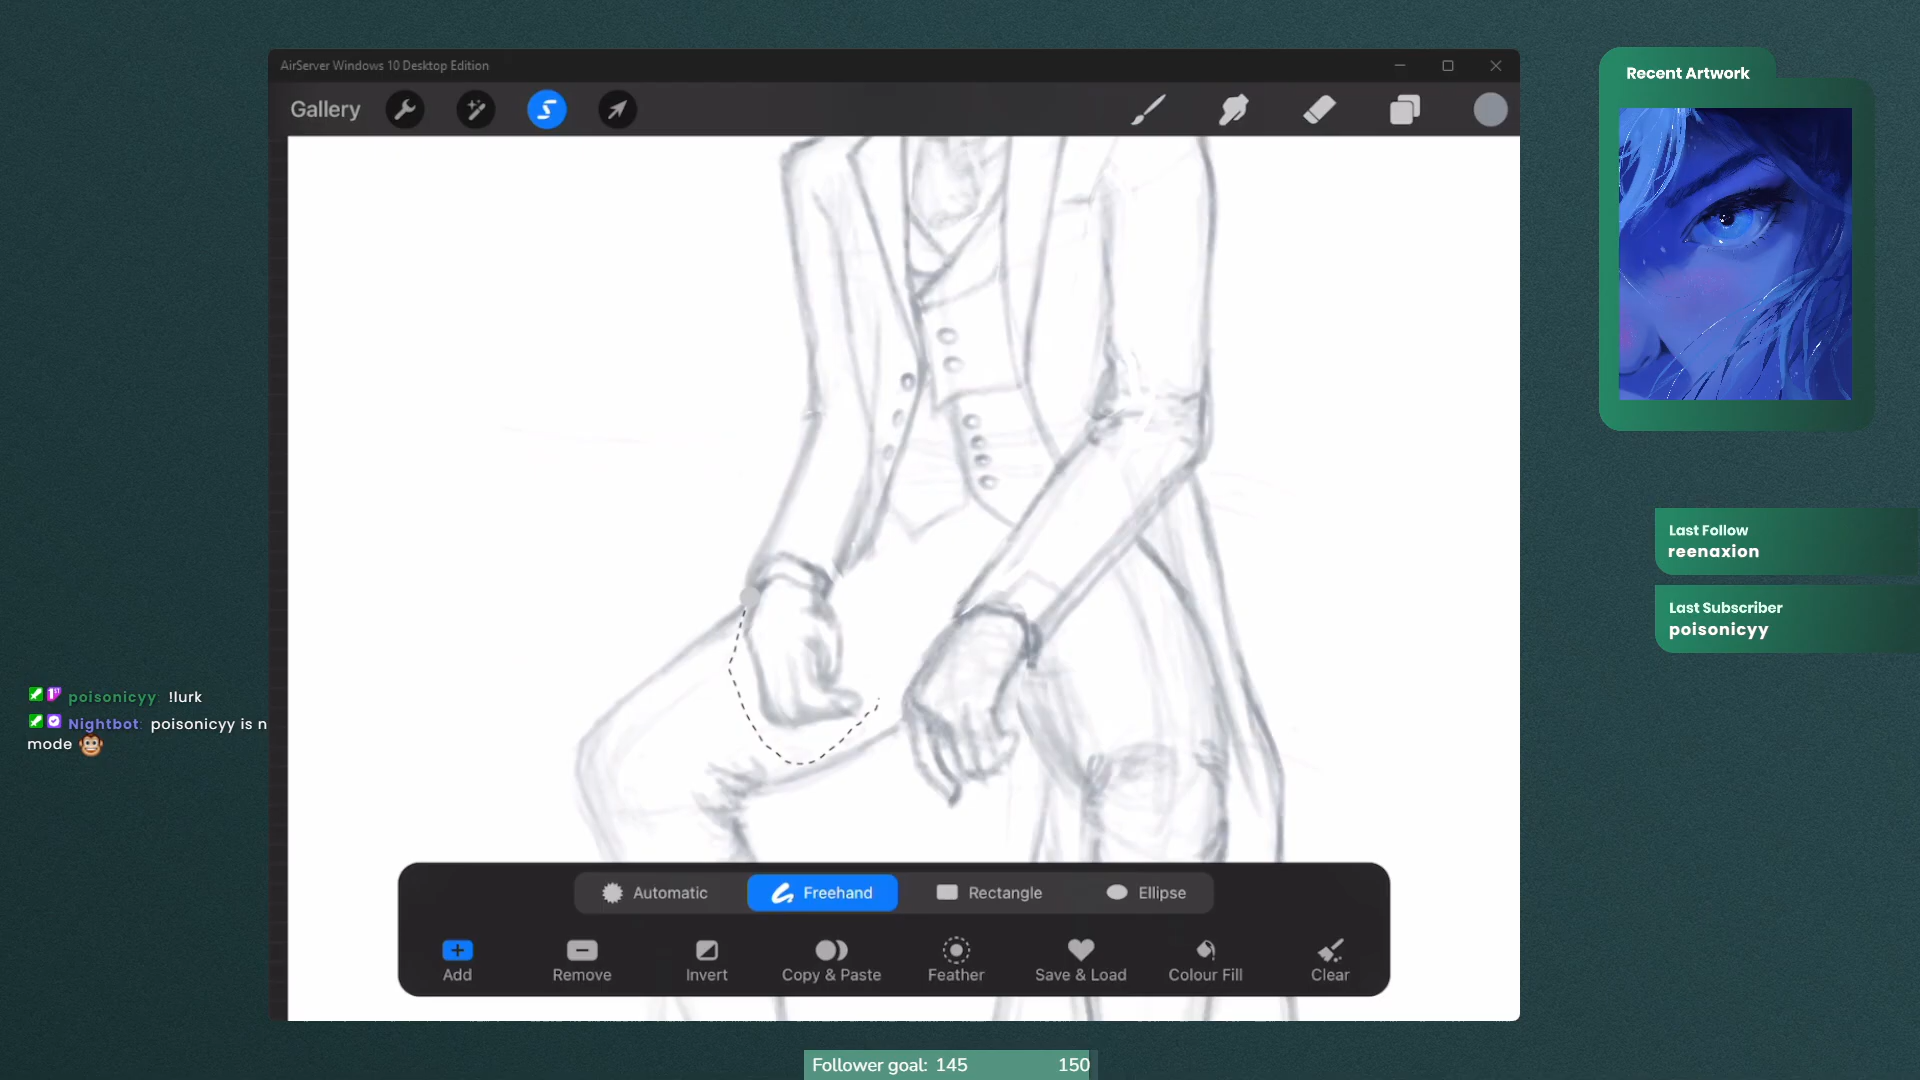 AirServer Windows 10 Desktop Edition
Gallery
Recent Artwork
Last Follow
reenaxion
Last Subscriber
poisonicyy
poisonicyy: !lurk
Nightbot: poisonicyy is n
mode
Automatic
Freehand
Rectangle
Ellipse
Add
Remove
Invert
Copy & Paste
Feather
Save & Load
Colour Fill
Clear
Follower goal: 145 150